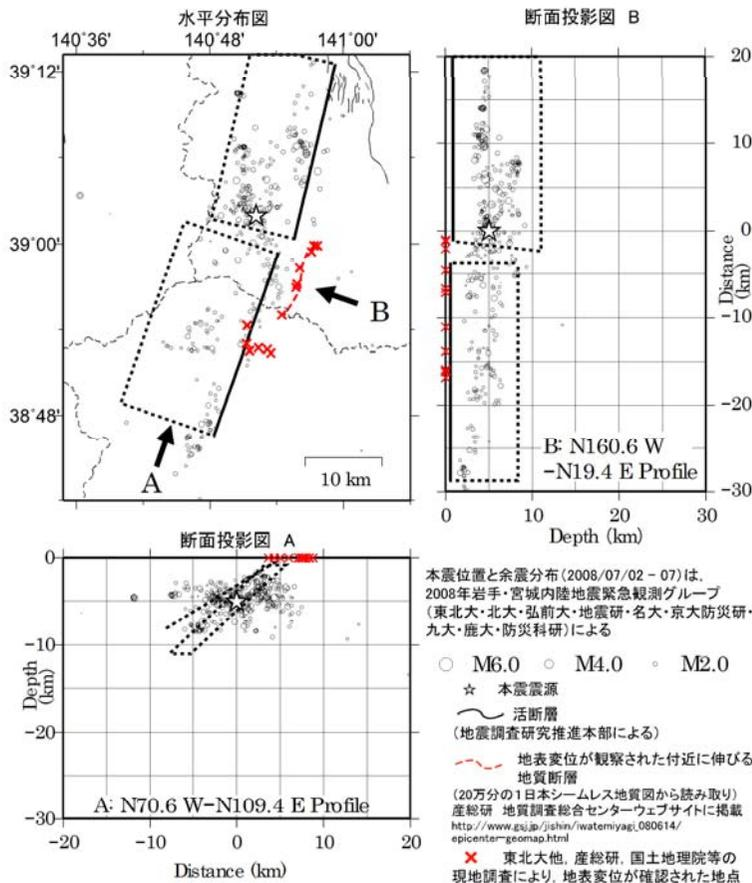 水平分布図
140°36' 140°48' 141°00'
39°12'
39°00'
38°48'
B
A
10 km
断面投影図 B
20
10
0
-10
-20
-30
Distance (km)
B: N160.6 W
-N19.4 E Profile
0 10 20 30
Depth (km)
断面投影図 A
0
-10
-20
-30
Depth (km)
A: N70.6 W-N109.4 E Profile
-20 -10 0 10 20
Distance (km)
本震位置と余震分布(2008/07/02 - 07)は,
2008年岩手・宮城内陸地震緊急観測グループ
(東北大・北大・弘前大・地震研・名大・京大防災研・
九大・鹿大・防災科研)による
M6.0 M4.0 M2.0
本震震源
活断層
(地震調査研究推進本部による)
地表変位が観察された付近に伸びる
地質断層
(20万分の1日本シームレス地質図から読み取り)
産総研 地質調査総合センターウェブサイトに掲載
http://www.gsj.jp/jishin/iwatemiyagi_080614/
epicenter-geomap.html
東北大他, 産総研, 国土地理院等の
現地調査により, 地表変位が確認された地点